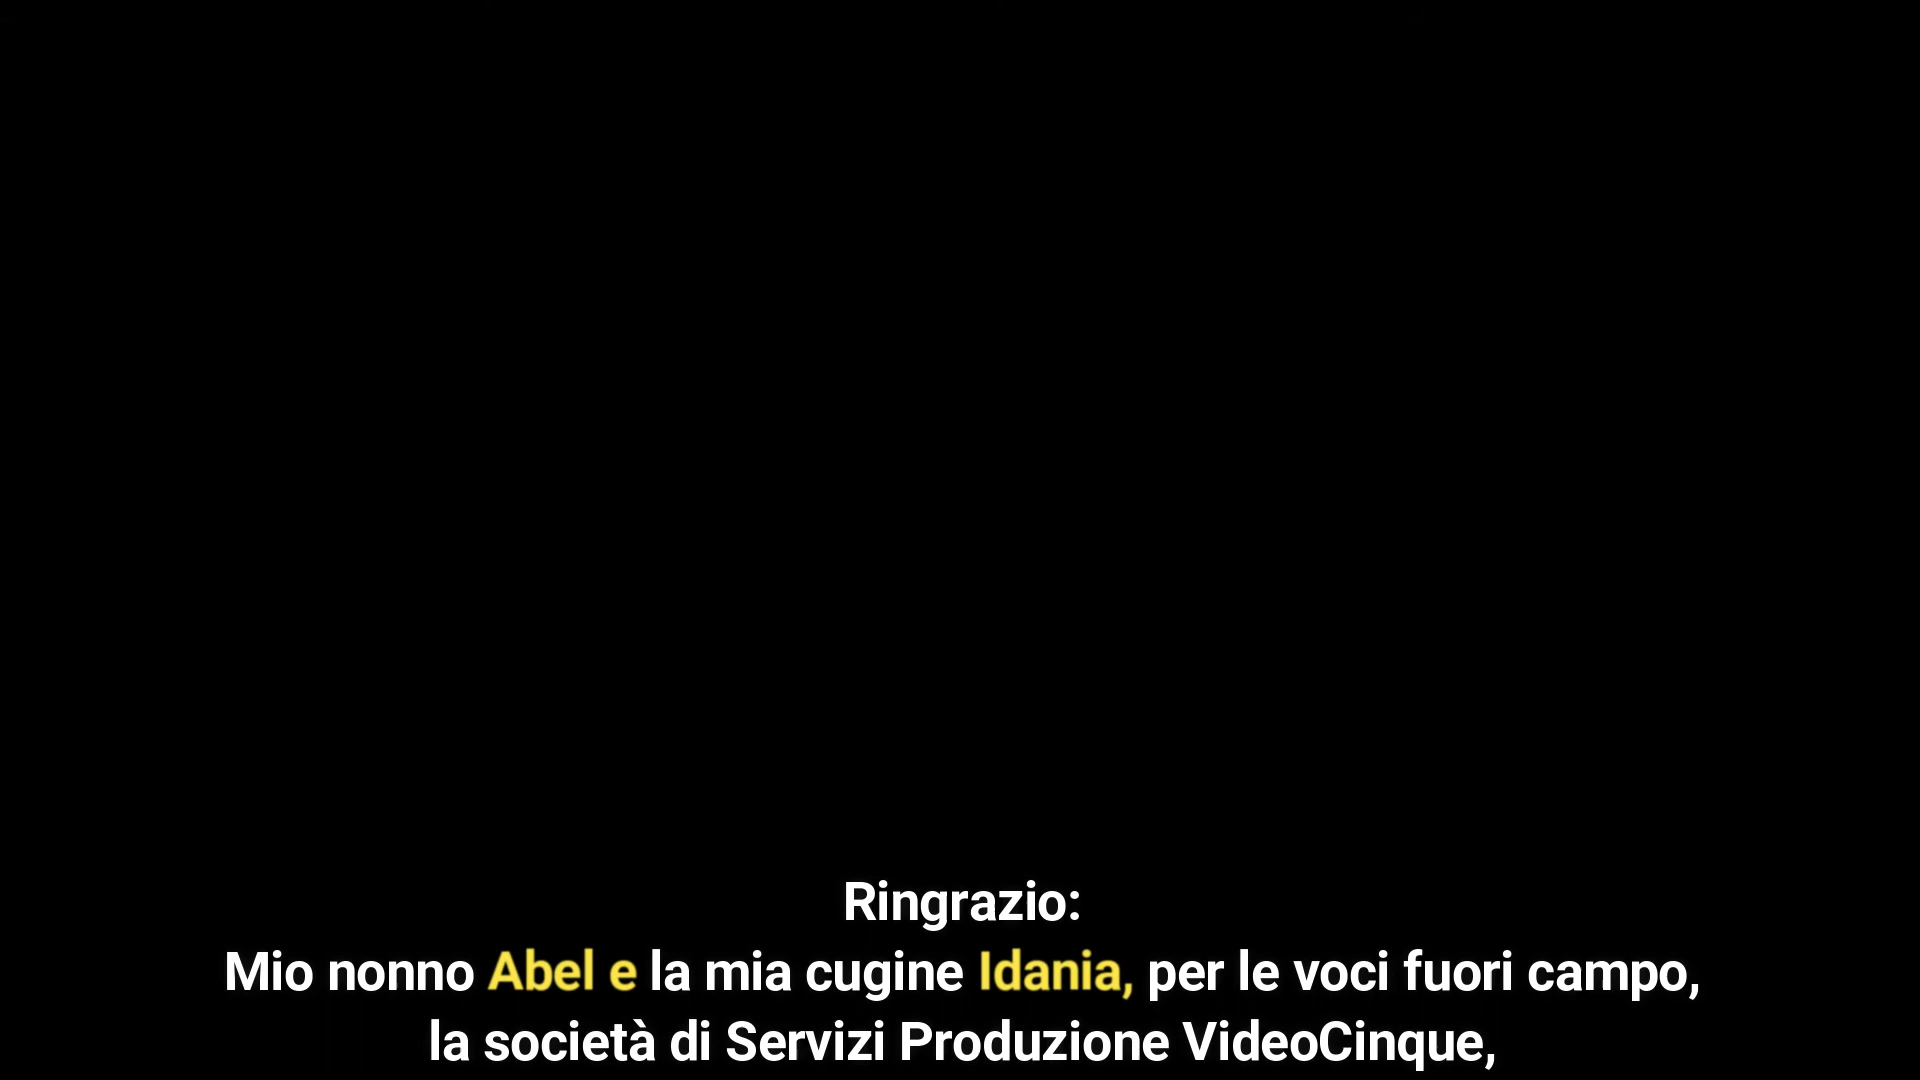 Ringrazio:
Mio nonno Abel e la mia cugine Idania, per le voci fuori campo,
la società di Servizi Produzione VideoCinque,